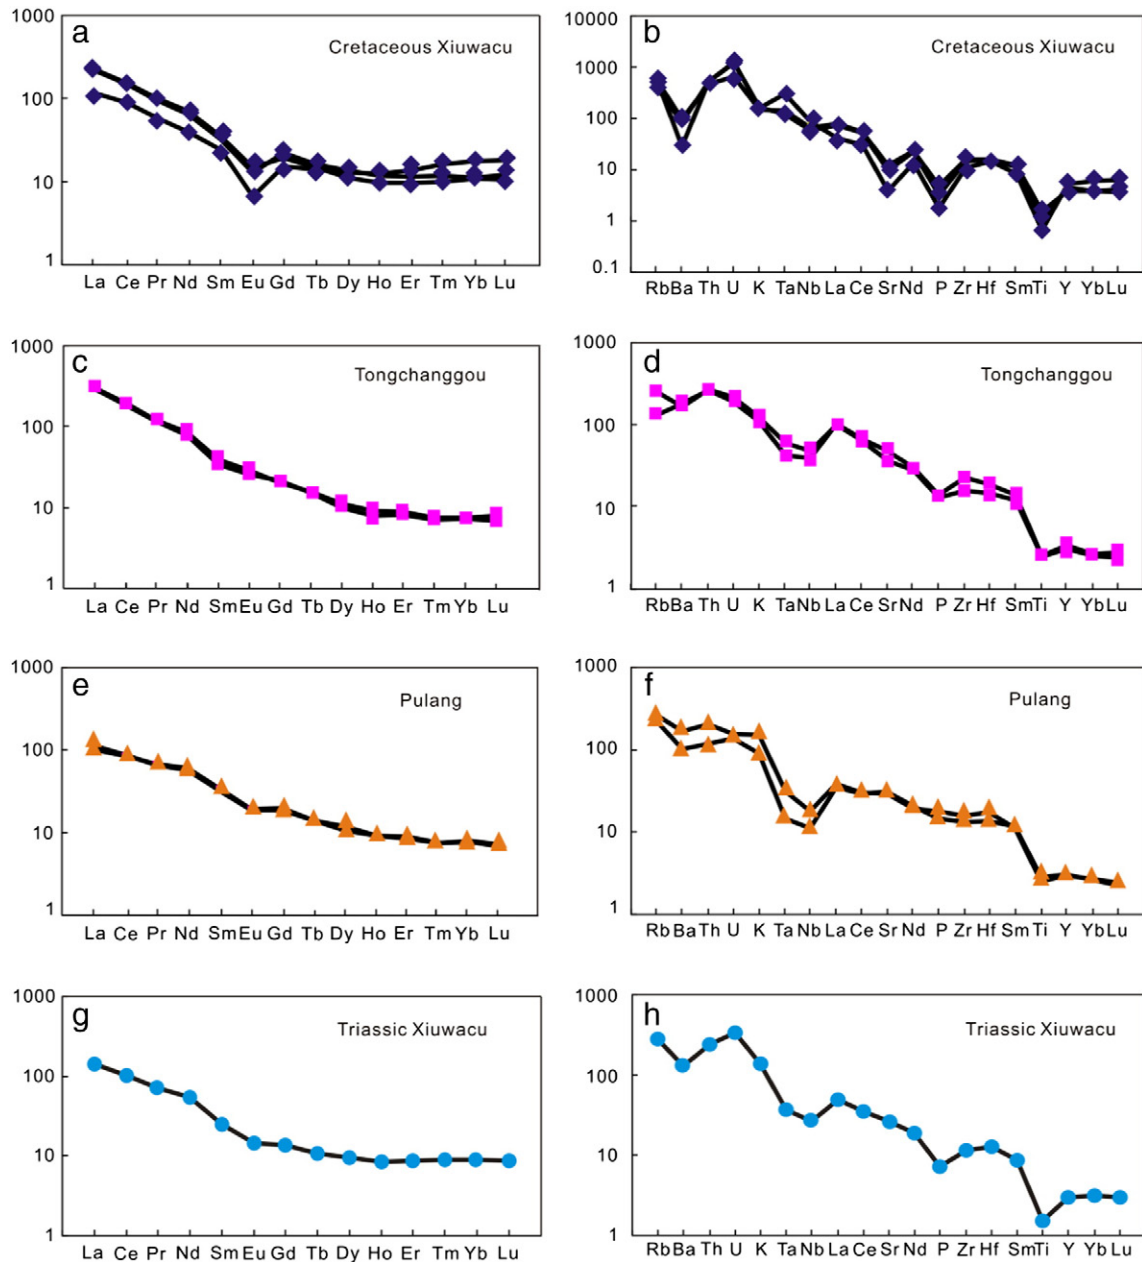 a
Cretaceous Xiuwacu
1000
100
10
1
La Ce Pr Nd Sm Eu Gd Tb Dy Ho Er Tm Yb Lu
b
Cretaceous Xiuwacu
10000
1000
100
10
1
0.1
Rb Ba Th U K Ta Nb La Ce Sr Nd P Zr Hf Sm Ti Y Yb Lu
c
Tongchanggou
1000
100
10
1
La Ce Pr Nd Sm Eu Gd Tb Dy Ho Er Tm Yb Lu
d
Tongchanggou
1000
100
10
1
Rb Ba Th U K Ta Nb La Ce Sr Nd P Zr Hf Sm Ti Y Yb Lu
e
Pulang
1000
100
10
1
La Ce Pr Nd Sm Eu Gd Tb Dy Ho Er Tm Yb Lu
f
Pulang
1000
100
10
1
Rb Ba Th U K Ta Nb La Ce Sr Nd P Zr Hf Sm Ti Y Yb Lu
g
Triassic Xiuwacu
1000
100
10
1
La Ce Pr Nd Sm Eu Gd Tb Dy Ho Er Tm Yb Lu
h
Triassic Xiuwacu
1000
100
10
1
Rb Ba Th U K Ta Nb La Ce Sr Nd P Zr Hf Sm Ti Y Yb Lu